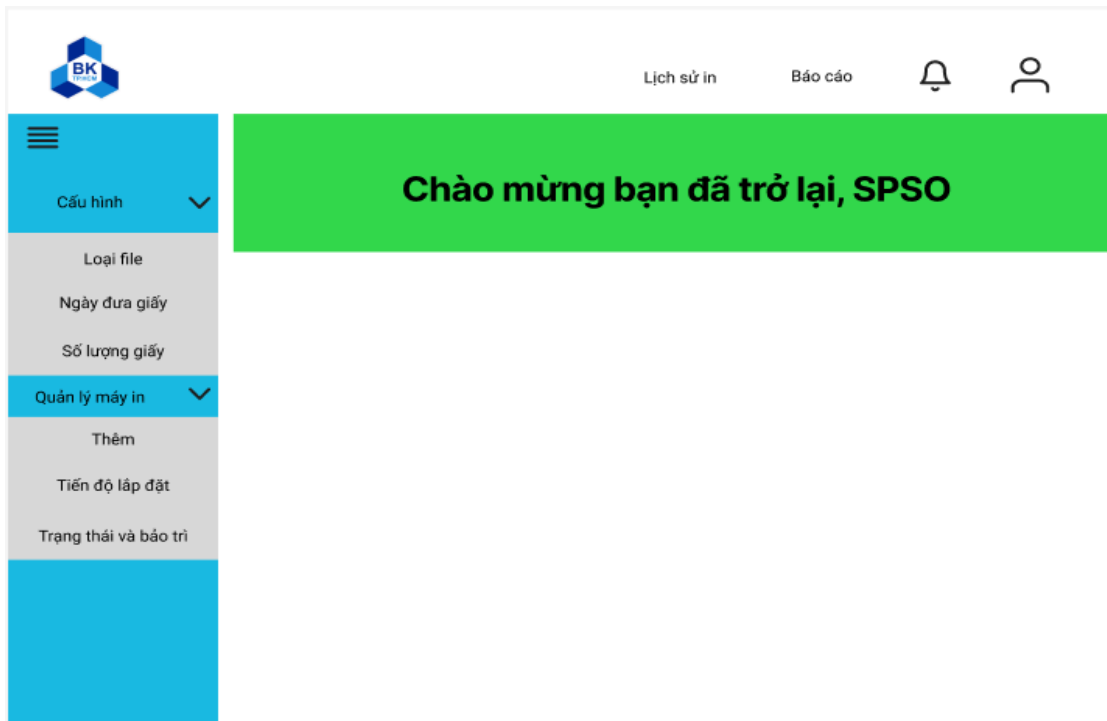 BK
TP.HCM
Lịch sử in
Báo cáo
Cấu hình
Chào mừng bạn đã trở lại, SPSO
Loại file
Ngày đưa giấy
Số lượng giấy
Quản lý máy in
Thêm
Tiến độ lắp đặt
Trạng thái và bảo trì